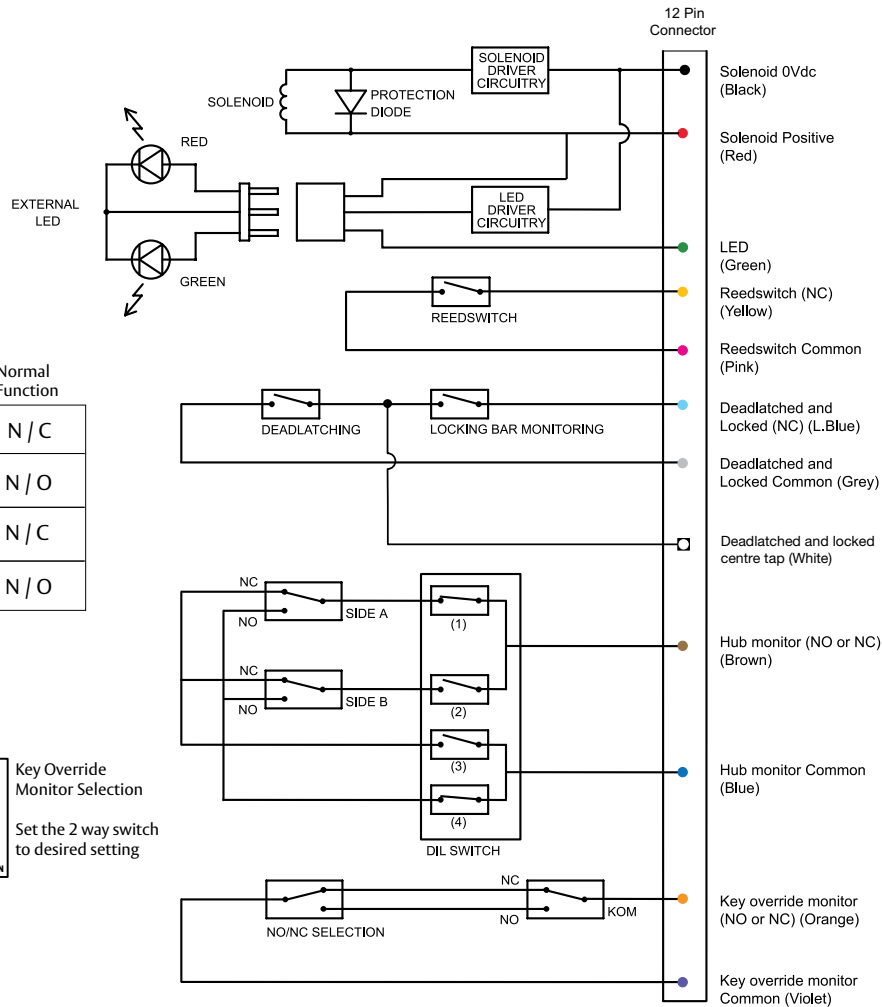 12 Pin
Connector
SOLENOID
DRIVER
CIRCUITRY
Solenoid 0Vdc
(Black)
SOLENOID
PROTECTION
DIODE
Solenoid Positive
(Red)
RED
EXTERNAL
LED
GREEN
LED
DRIVER
CIRCUITRY
LED
(Green)
REEDSWITCH
Reedswitch (NC)
(Yellow)
Reedswitch Common
(Pink)
Normal
Function
N / C
N / O
N / C
N / O
DEADLATCHING
LOCKING BAR MONITORING
Deadlatched and
Locked (NC) (L.Blue)
Deadlatched and
Locked Common (Grey)
Deadlatched and locked
centre tap (White)
NC
NO
SIDE A
(1)
NC
NO
SIDE B
(2)
(3)
(4)
DIL SWITCH
Hub monitor (NO or NC)
(Brown)
Hub monitor Common
(Blue)
Key Override
Monitor Selection
Set the 2 way switch
to desired setting
NO/NC SELECTION
NC
NO
KOM
Key override monitor
(NO or NC) (Orange)
Key override monitor
Common (Violet)